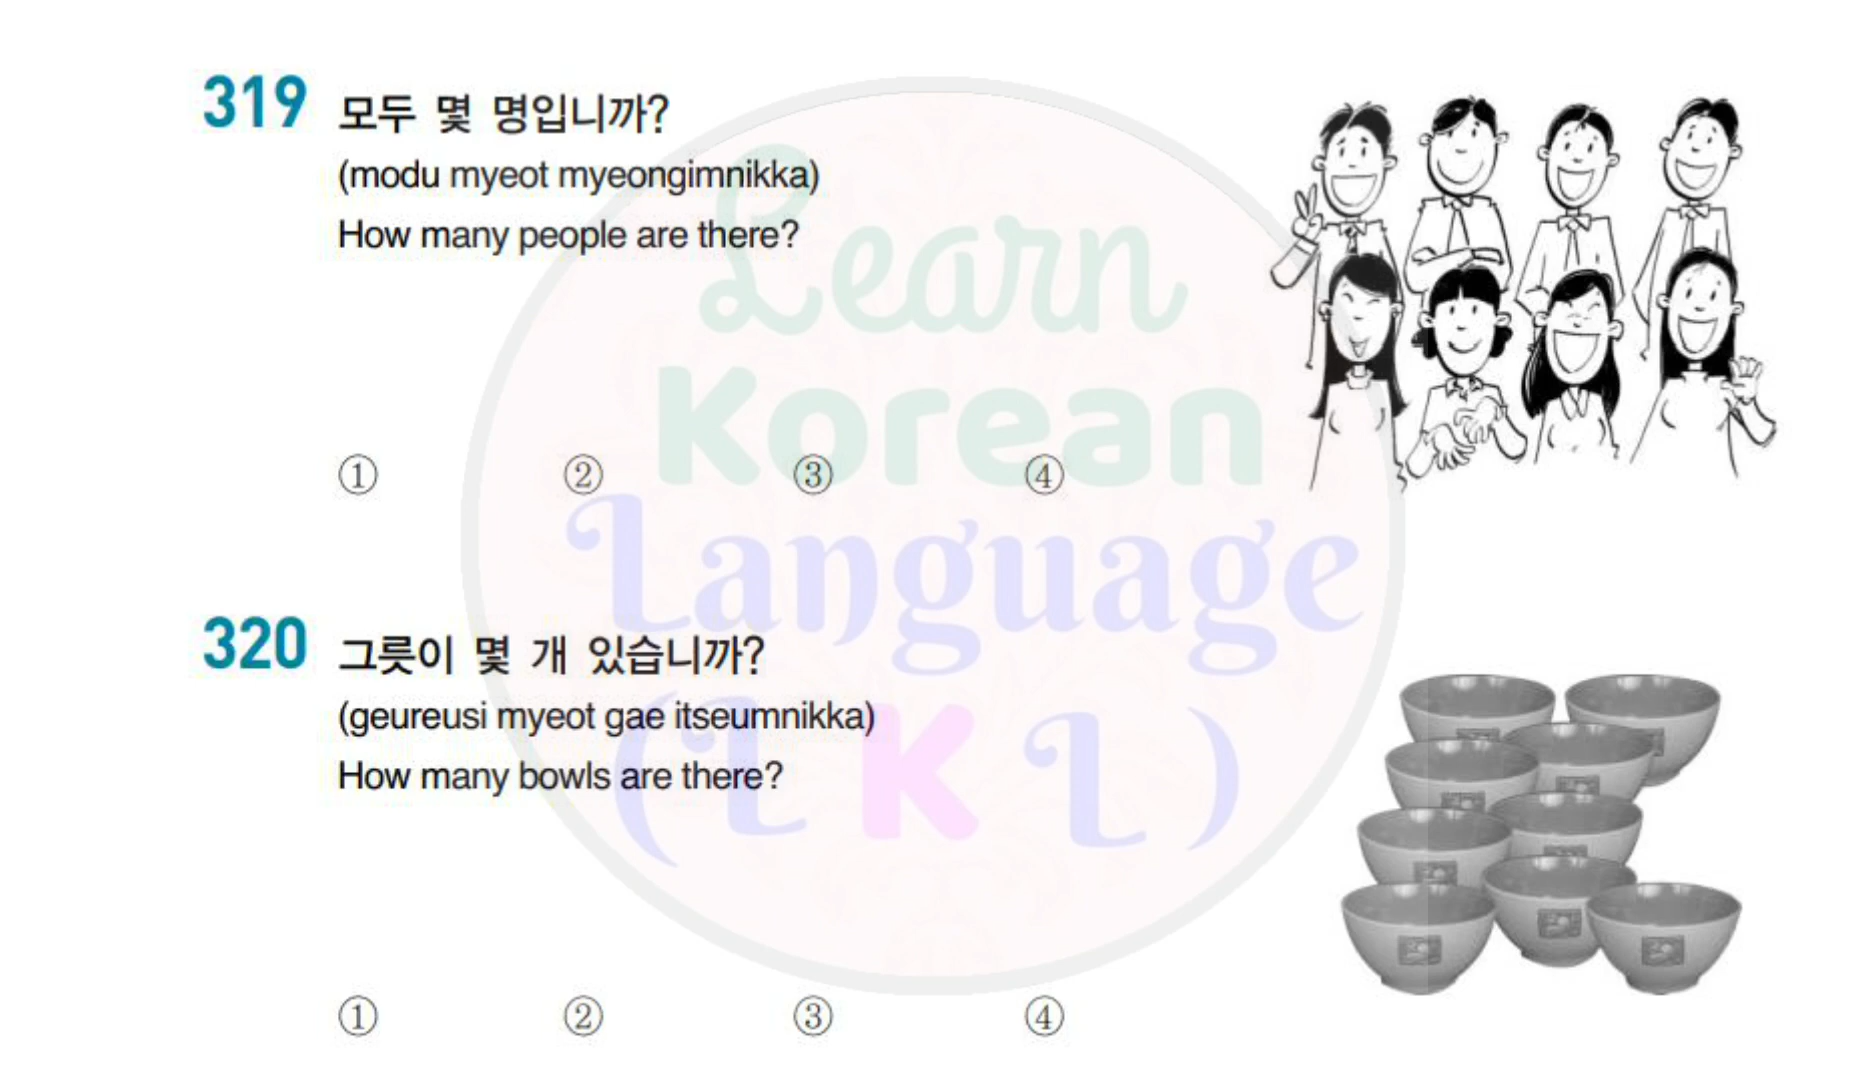 319 모두 몇 명입니까?
(modu myeot myeongimnikka)
How many people are there?
① ② ③ ④
320 그릇이 몇 개 있습니까?
(geureusi myeot gae itseumnikka)
How many bowls are there?
① ② ③ ④
Learn
Korean
Language
(L K L)